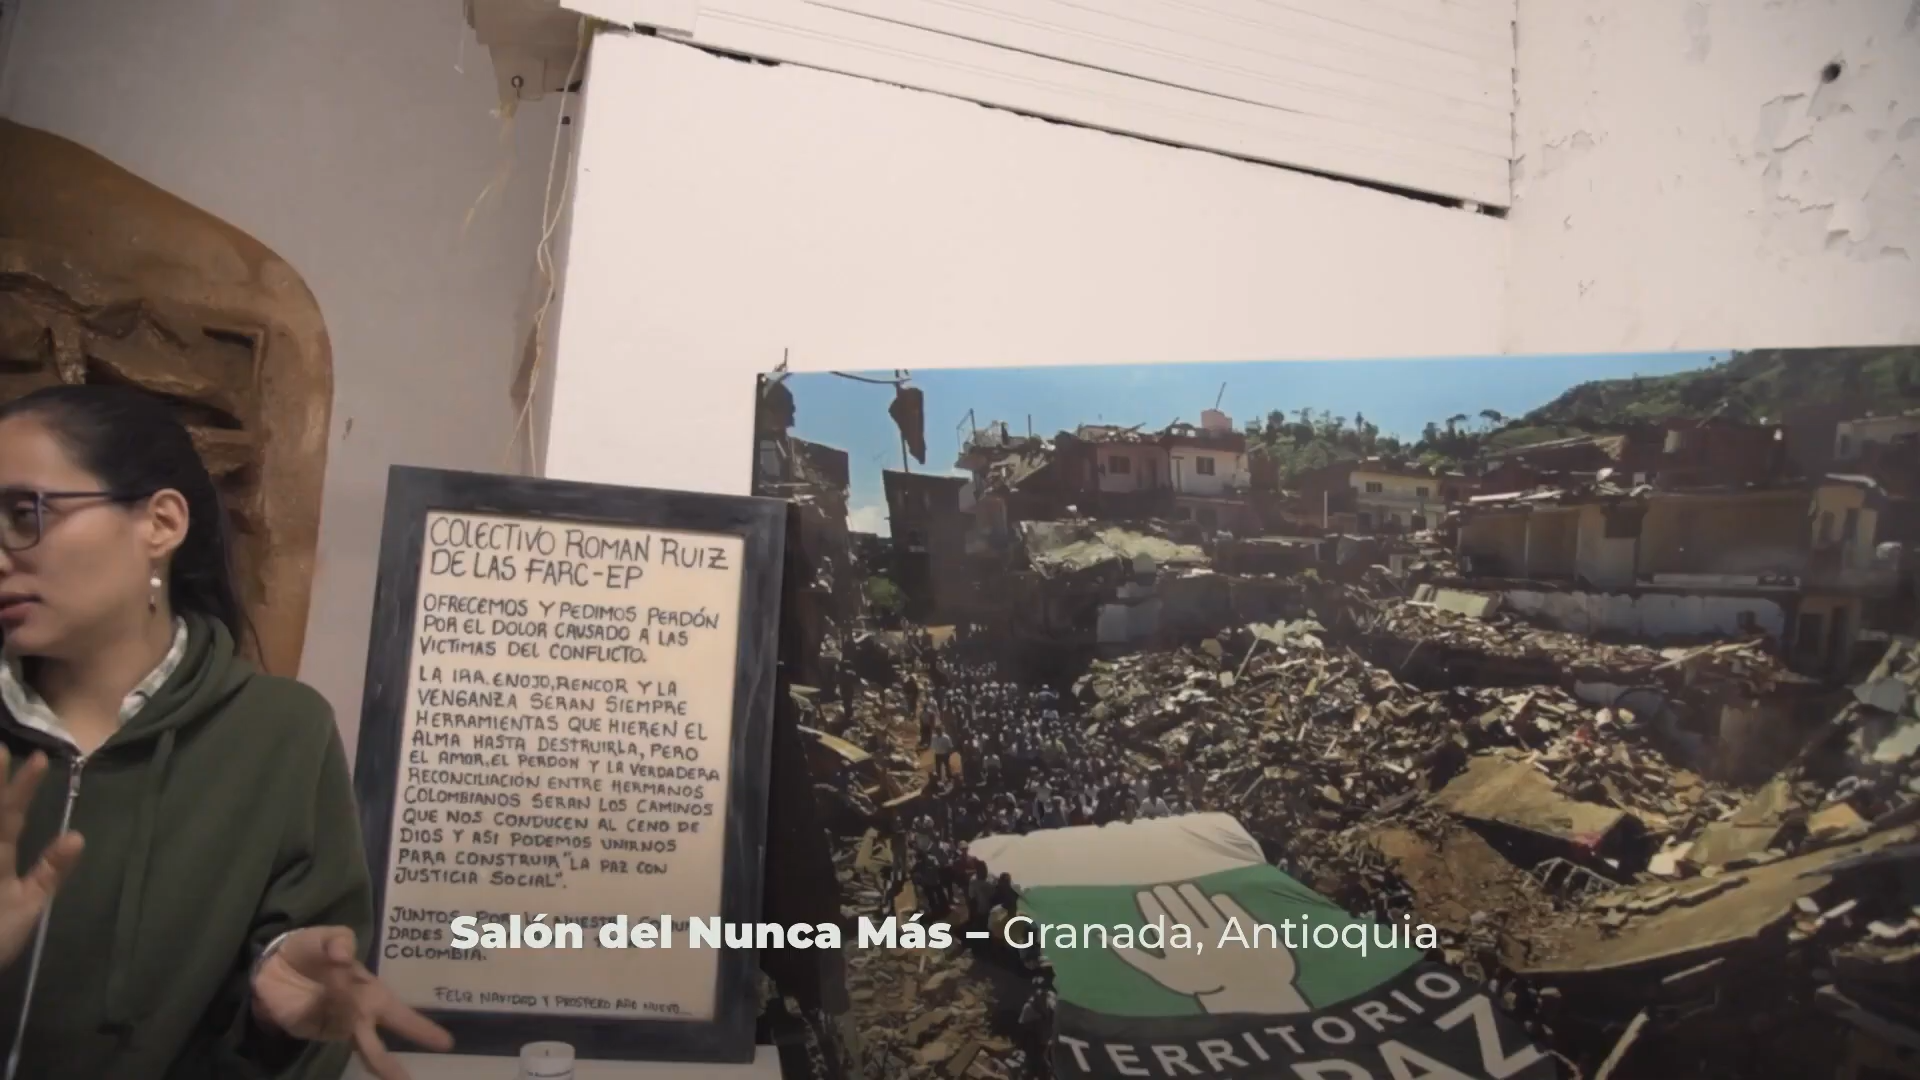 COLECTIVO ROMAN RUIZ
DE LAS FARC-EP
OFRECEMOS Y PEDIMOS PERDÓN
POR EL DOLOR CAUSADO A LAS
VICTIMAS DEL CONFLICTO.
LA IRA, ENOJO, RENCOR Y LA
VENGANZA SERAN SIEMPRE
HERRAMIENTAS QUE HIEREN EL
ALMA HASTA DESTRUIRLA, PERO
EL AMOR, EL PERDON Y LA VERDADERA
RECONCILIACIÓN ENTRE HERMANOS
COLOMBIANOS SERAN LOS CAMINOS
QUE NOS CONDUCEN AL CENO DE
DIOS Y ASI PODEMOS UNIRNOS
PARA CONSTRUIR "LA PAZ CON
JUSTICIA SOCIAL".
JUNTOS POR
DADES
COLOMBIA.
FELIZ NAVIDAD Y PROSPERO AÑO NUEVO...
Salón del Nunca Más – Granada, Antioquia
TERRITORIO
PAZ